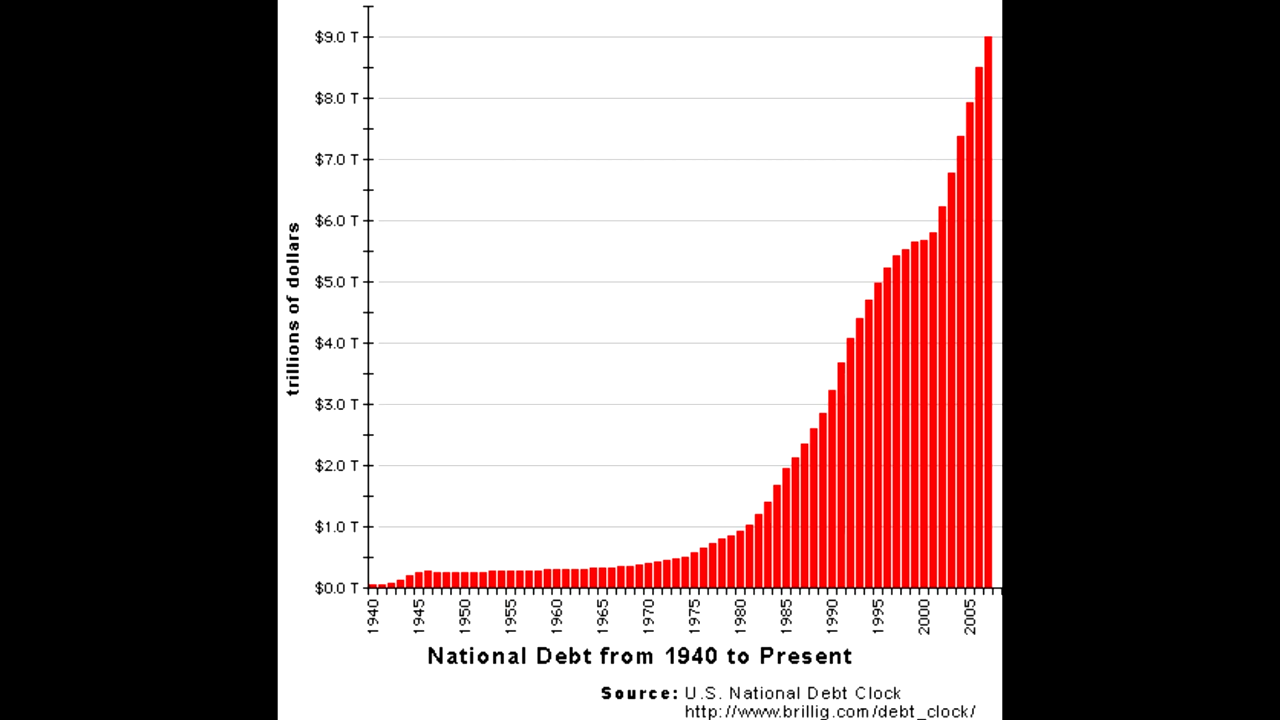 $9.0 T
$8.0 T
$7.0 T
$6.0 T
$5.0 T
$4.0 T
$3.0 T
$2.0 T
$1.0 T
$0.0 T
trillions of dollars
1940 1945 1950 1955 1960 1965 1970 1975 1980 1985 1990 1995 2000 2005
National Debt from 1940 to Present
Source: U.S. National Debt Clock
http://www.brillig.com/debt_clock/